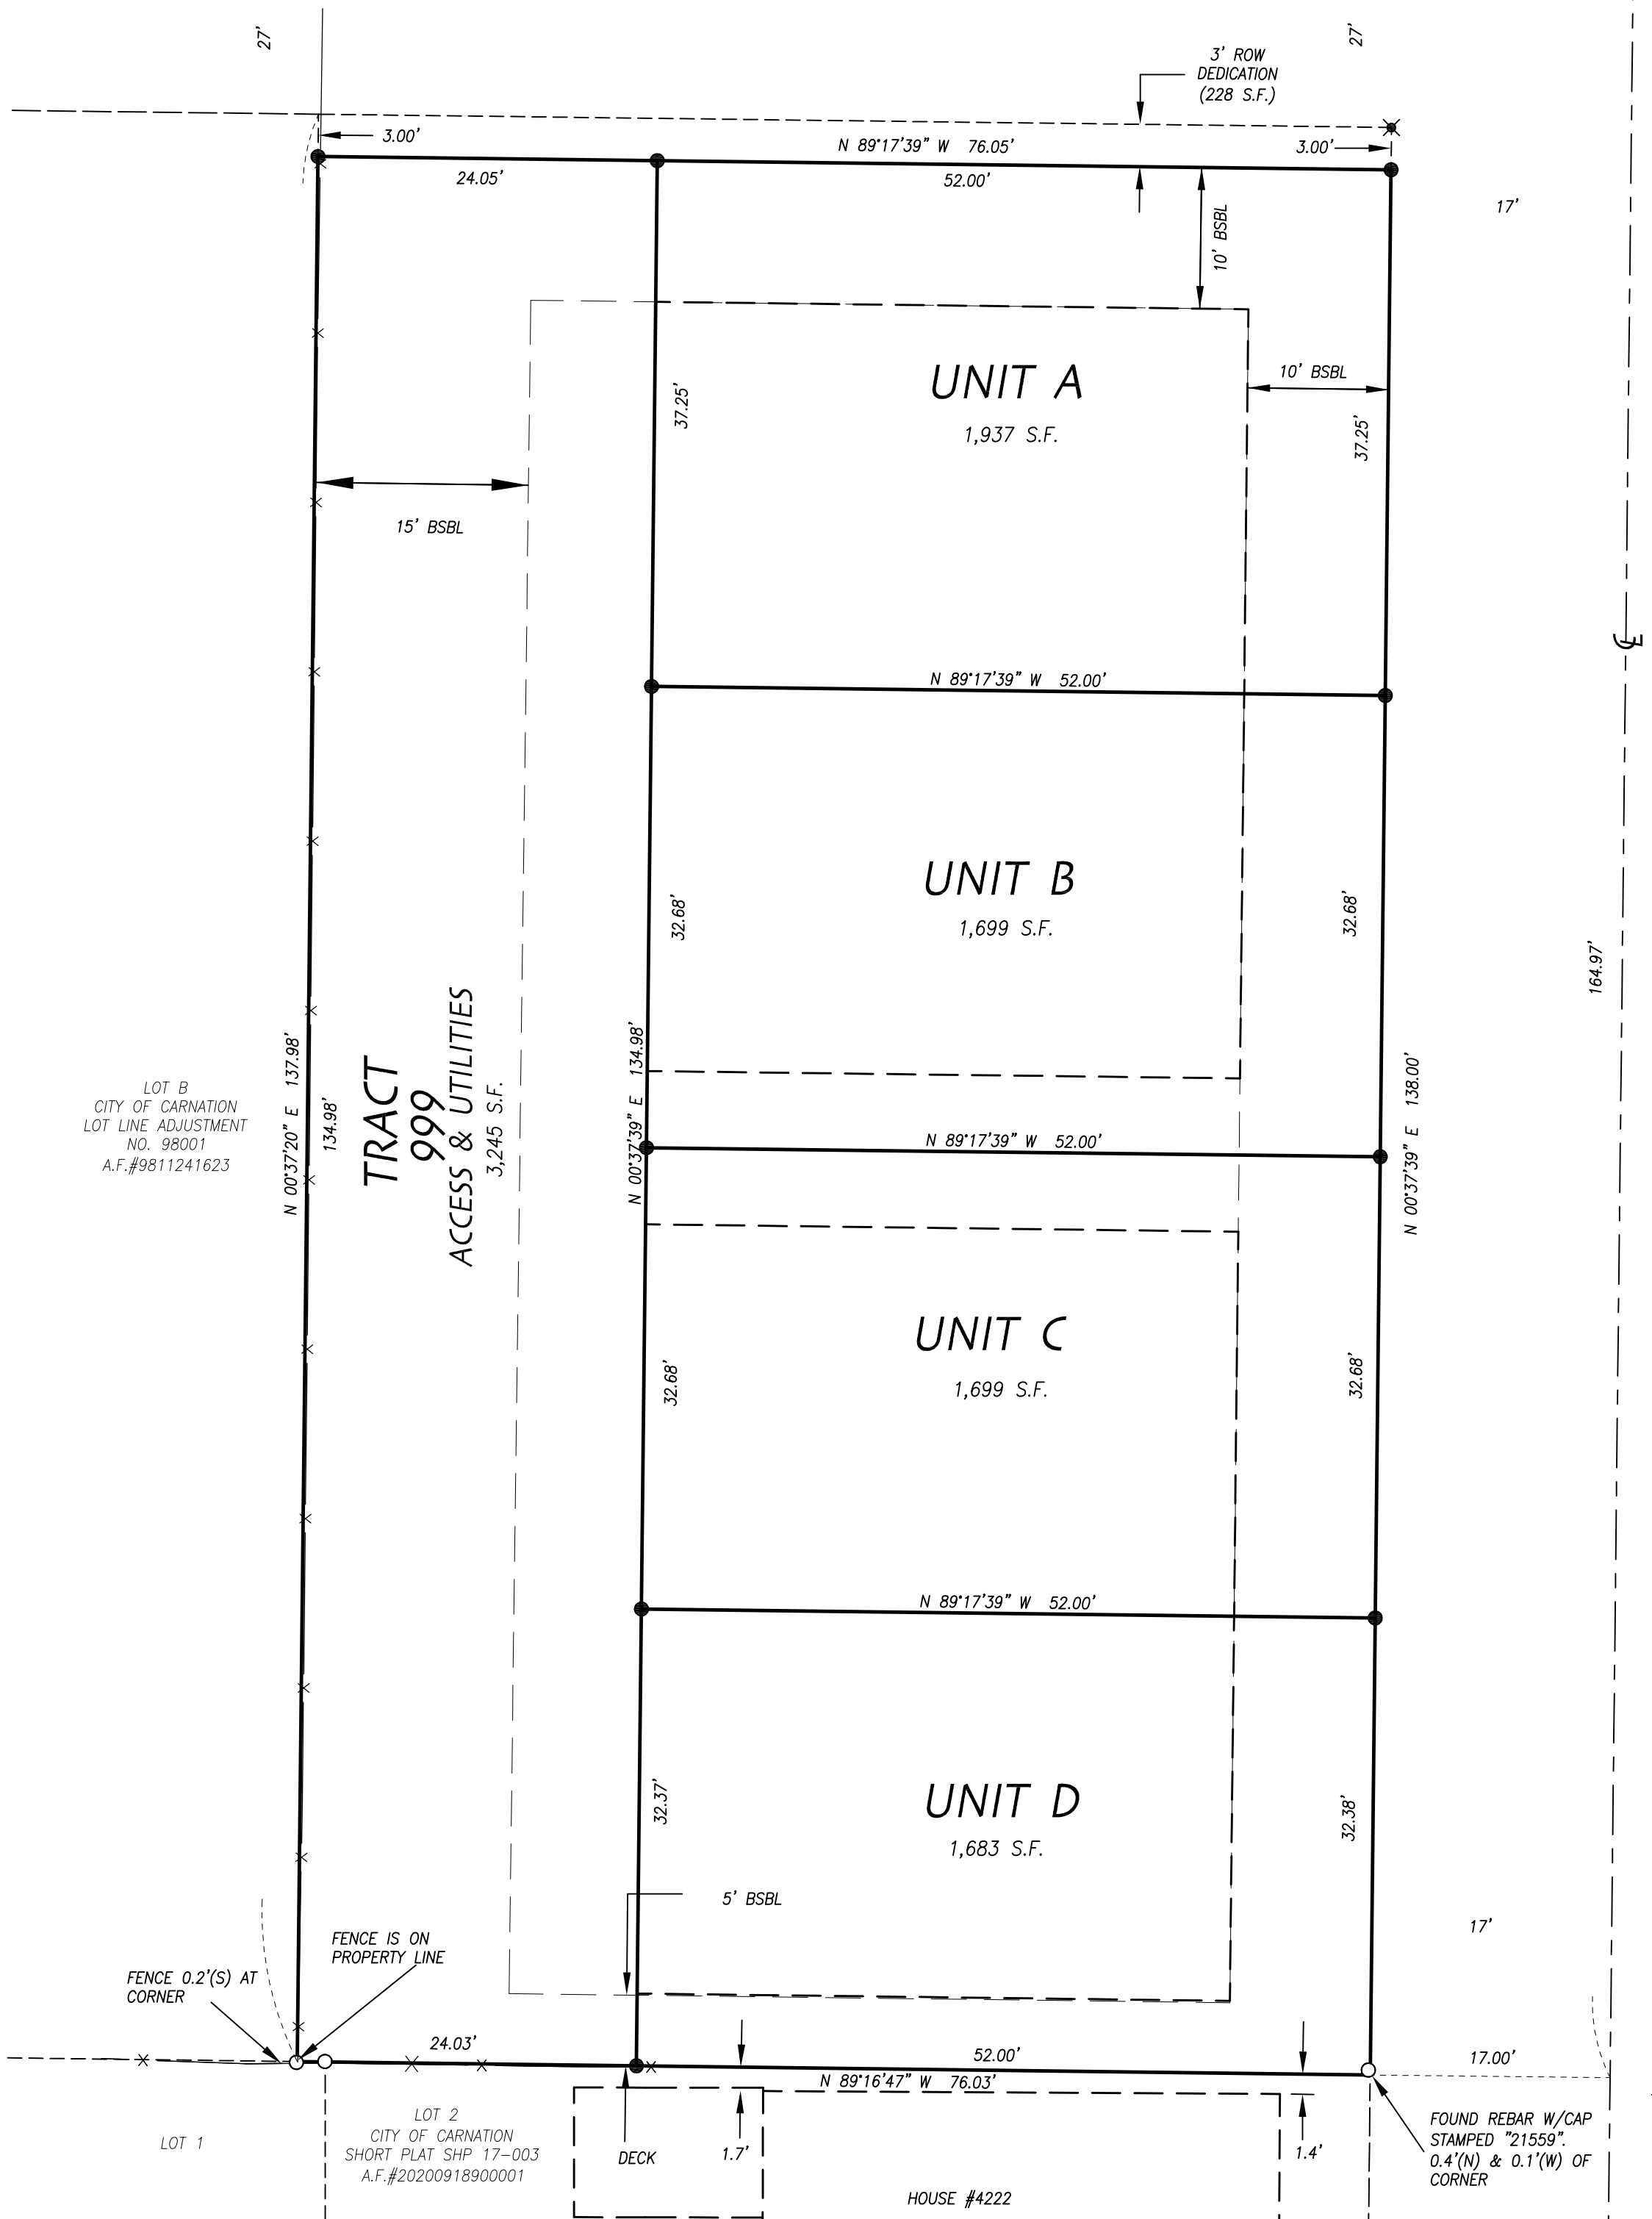 27'
27'
3' ROW
DEDICATION
(228 S.F.)
3.00'
N 89°17'39" W 76.05'
3.00'
24.05'
52.00'
17'
10' BSBL
UNIT A
1,937 S.F.
10' BSBL
37.25'
37.25'
15' BSBL
N 89°17'39" W 52.00'
℄
UNIT B
1,699 S.F.
32.68'
32.68'
164.97'
LOT B
CITY OF CARNATION
LOT LINE ADJUSTMENT
NO. 98001
A.F.#9811241623
N 00°37'20" E 137.98'
134.98'
TRACT
999
ACCESS & UTILITIES
3,245 S.F.
N 00°37'39" E 134.98'
N 89°17'39" W 52.00'
N 00°37'39" E 138.00'
UNIT C
1,699 S.F.
32.68'
32.68'
N 89°17'39" W 52.00'
UNIT D
1,683 S.F.
32.37'
32.38'
5' BSBL
17'
FENCE IS ON
PROPERTY LINE
FENCE 0.2'(S) AT
CORNER
24.03'
52.00'
17.00'
N 89°16'47" W 76.03'
LOT 1
LOT 2
CITY OF CARNATION
SHORT PLAT SHP 17-003
A.F.#20200918900001
DECK
1.7'
1.4'
FOUND REBAR W/CAP
STAMPED "21559".
0.4'(N) & 0.1'(W) OF
CORNER
HOUSE #4222